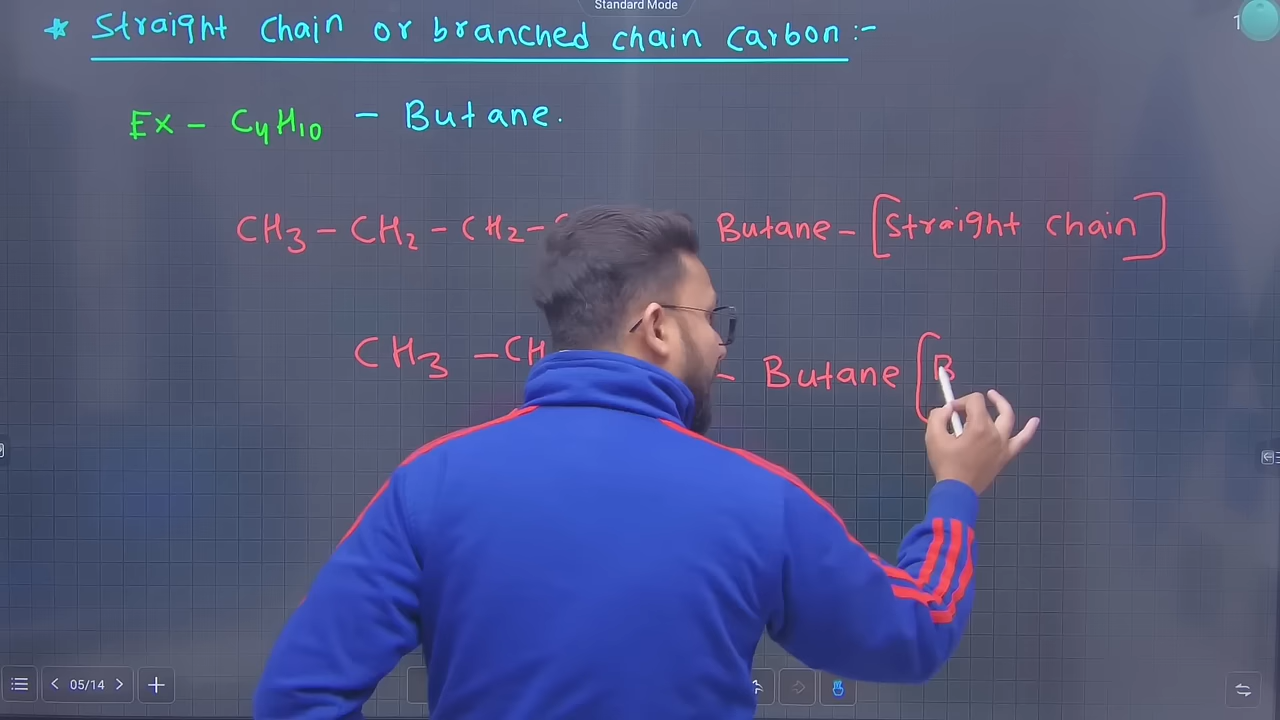 Standard Mode
1
* Straight Chain or branched chain carbon :-
Ex - C4H10 - Butane.
CH3 - CH2 - CH2 - Butane - [Straight Chain]
CH3 - CH - Butane [B
05/14